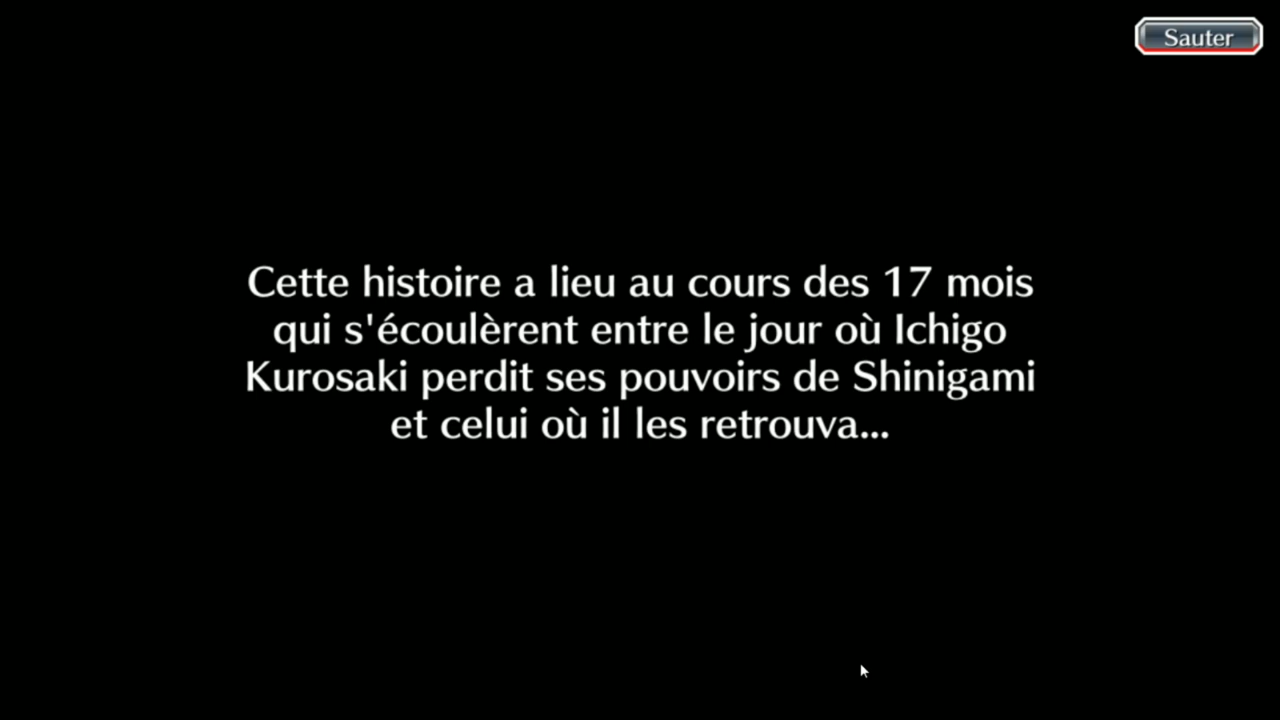 Sauter
Cette histoire a lieu au cours des 17 mois
qui s'écoulèrent entre le jour où Ichigo
Kurosaki perdit ses pouvoirs de Shinigami
et celui où il les retrouva...